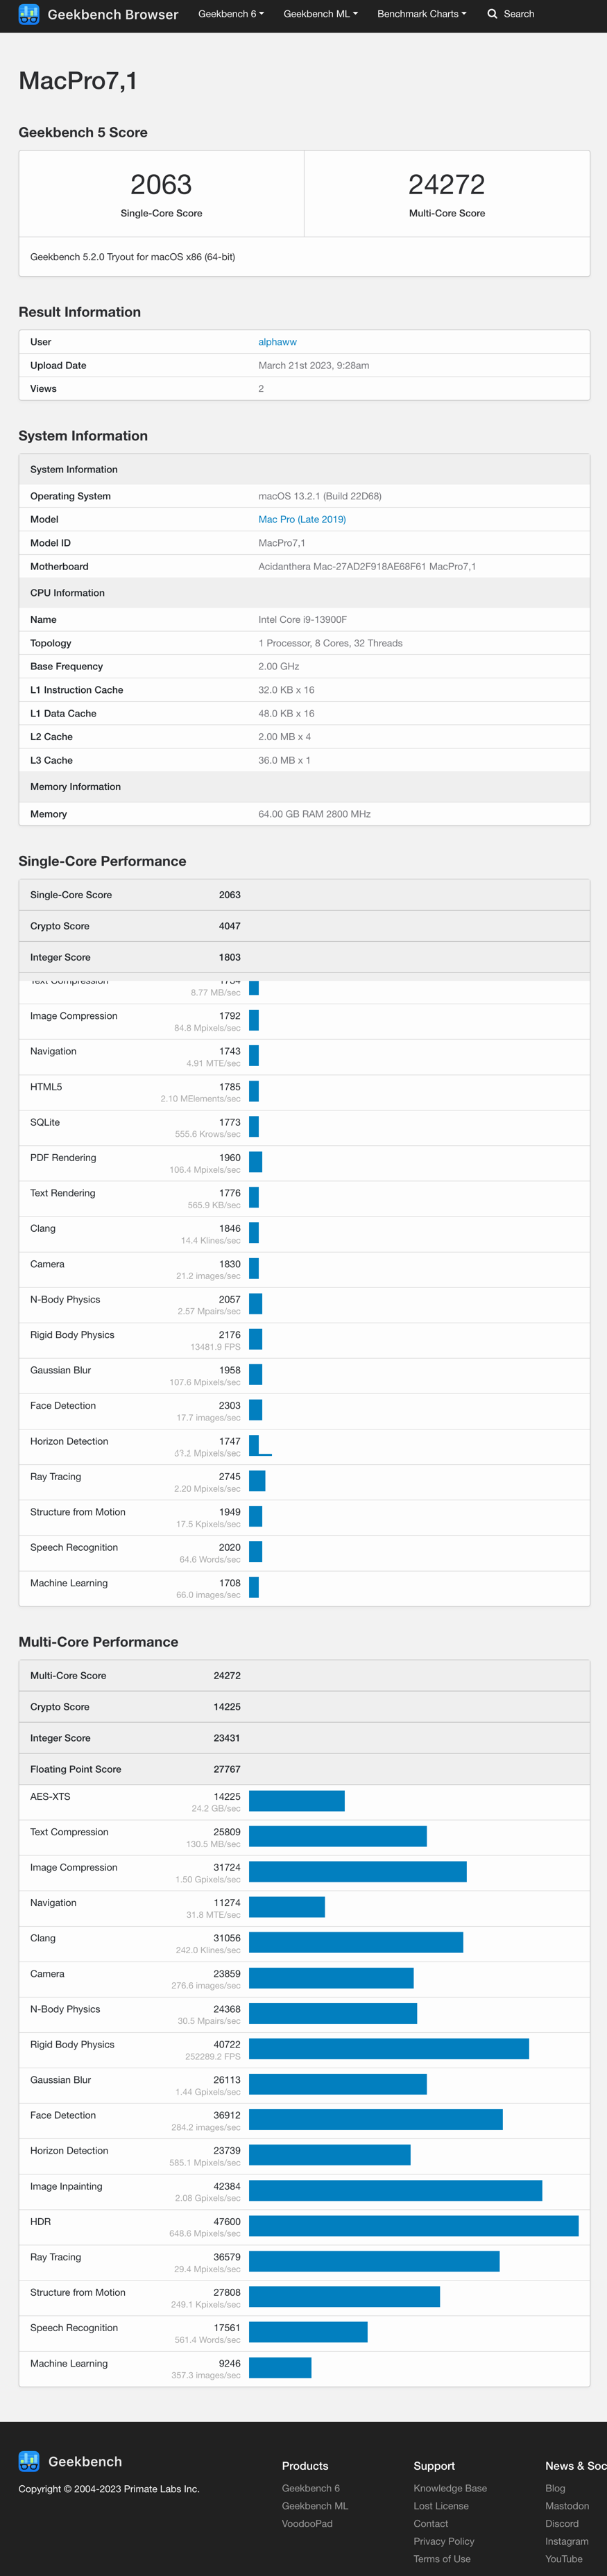 Geekbench Browser Geekbench 6 Geekbench ML Benchmark Charts Search
MacPro7,1
Geekbench 5 Score
2063 24272
Single-Core Score Multi-Core Score
Geekbench 5.2.0 Tryout for macOS x86 (64-bit)
Result Information
User alphaww
Upload Date March 21st 2023, 9:28am
Views 2
System Information
System Information
Operating System macOS 13.2.1 (Build 22D68)
Model Mac Pro (Late 2019)
Model ID MacPro7,1
Motherboard Acidanthera Mac-27AD2F918AE68F61 MacPro7,1
CPU Information
Name Intel Core i9-13900F
Topology 1 Processor, 8 Cores, 32 Threads
Base Frequency 2.00 GHz
L1 Instruction Cache 32.0 KB x 16
L1 Data Cache 48.0 KB x 16
L2 Cache 2.00 MB x 4
L3 Cache 36.0 MB x 1
Memory Information
Memory 64.00 GB RAM 2800 MHz
Single-Core Performance
Single-Core Score 2063
Crypto Score 4047
Integer Score 1803
Text Compression
8.77 MB/sec
Image Compression 1792
84.8 Mpixels/sec
Navigation 1743
4.91 MTE/sec
HTML5 1785
2.10 MElements/sec
SQLite 1773
555.6 Krows/sec
PDF Rendering 1960
106.4 Mpixels/sec
Text Rendering 1776
565.9 KB/sec
Clang 1846
14.4 Klines/sec
Camera 1830
21.2 images/sec
N-Body Physics 2057
2.57 Mpairs/sec
Rigid Body Physics 2176
13481.9 FPS
Gaussian Blur 1958
107.6 Mpixels/sec
Face Detection 2303
17.7 images/sec
Horizon Detection 1747
Mpixels/sec
Ray Tracing 2745
2.20 Mpixels/sec
Structure from Motion 1949
17.5 Kpixels/sec
Speech Recognition 2020
64.6 Words/sec
Machine Learning 1708
66.0 images/sec
Multi-Core Performance
Multi-Core Score 24272
Crypto Score 14225
Integer Score 23431
Floating Point Score 27767
AES-XTS 14225
24.2 GB/sec
Text Compression 25809
130.5 MB/sec
Image Compression 31724
1.50 Gpixels/sec
Navigation 11274
31.8 MTE/sec
Clang 31056
242.0 Klines/sec
Camera 23859
276.6 images/sec
N-Body Physics 24368
30.5 Mpairs/sec
Rigid Body Physics 40722
252289.2 FPS
Gaussian Blur 26113
1.44 Gpixels/sec
Face Detection 36912
284.2 images/sec
Horizon Detection 23739
585.1 Mpixels/sec
Image Inpainting 42384
2.08 Gpixels/sec
HDR 47600
648.6 Mpixels/sec
Ray Tracing 36579
29.4 Mpixels/sec
Structure from Motion 27808
249.1 Kpixels/sec
Speech Recognition 17561
561.4 Words/sec
Machine Learning 9246
357.3 images/sec
Geekbench
Copyright © 2004-2023 Primate Labs Inc.
Products
Geekbench 6
Geekbench ML
VoodooPad
Support
Knowledge Base
Lost License
Contact
Privacy Policy
Terms of Use
News & Soc
Blog
Mastodon
Discord
Instagram
YouTube